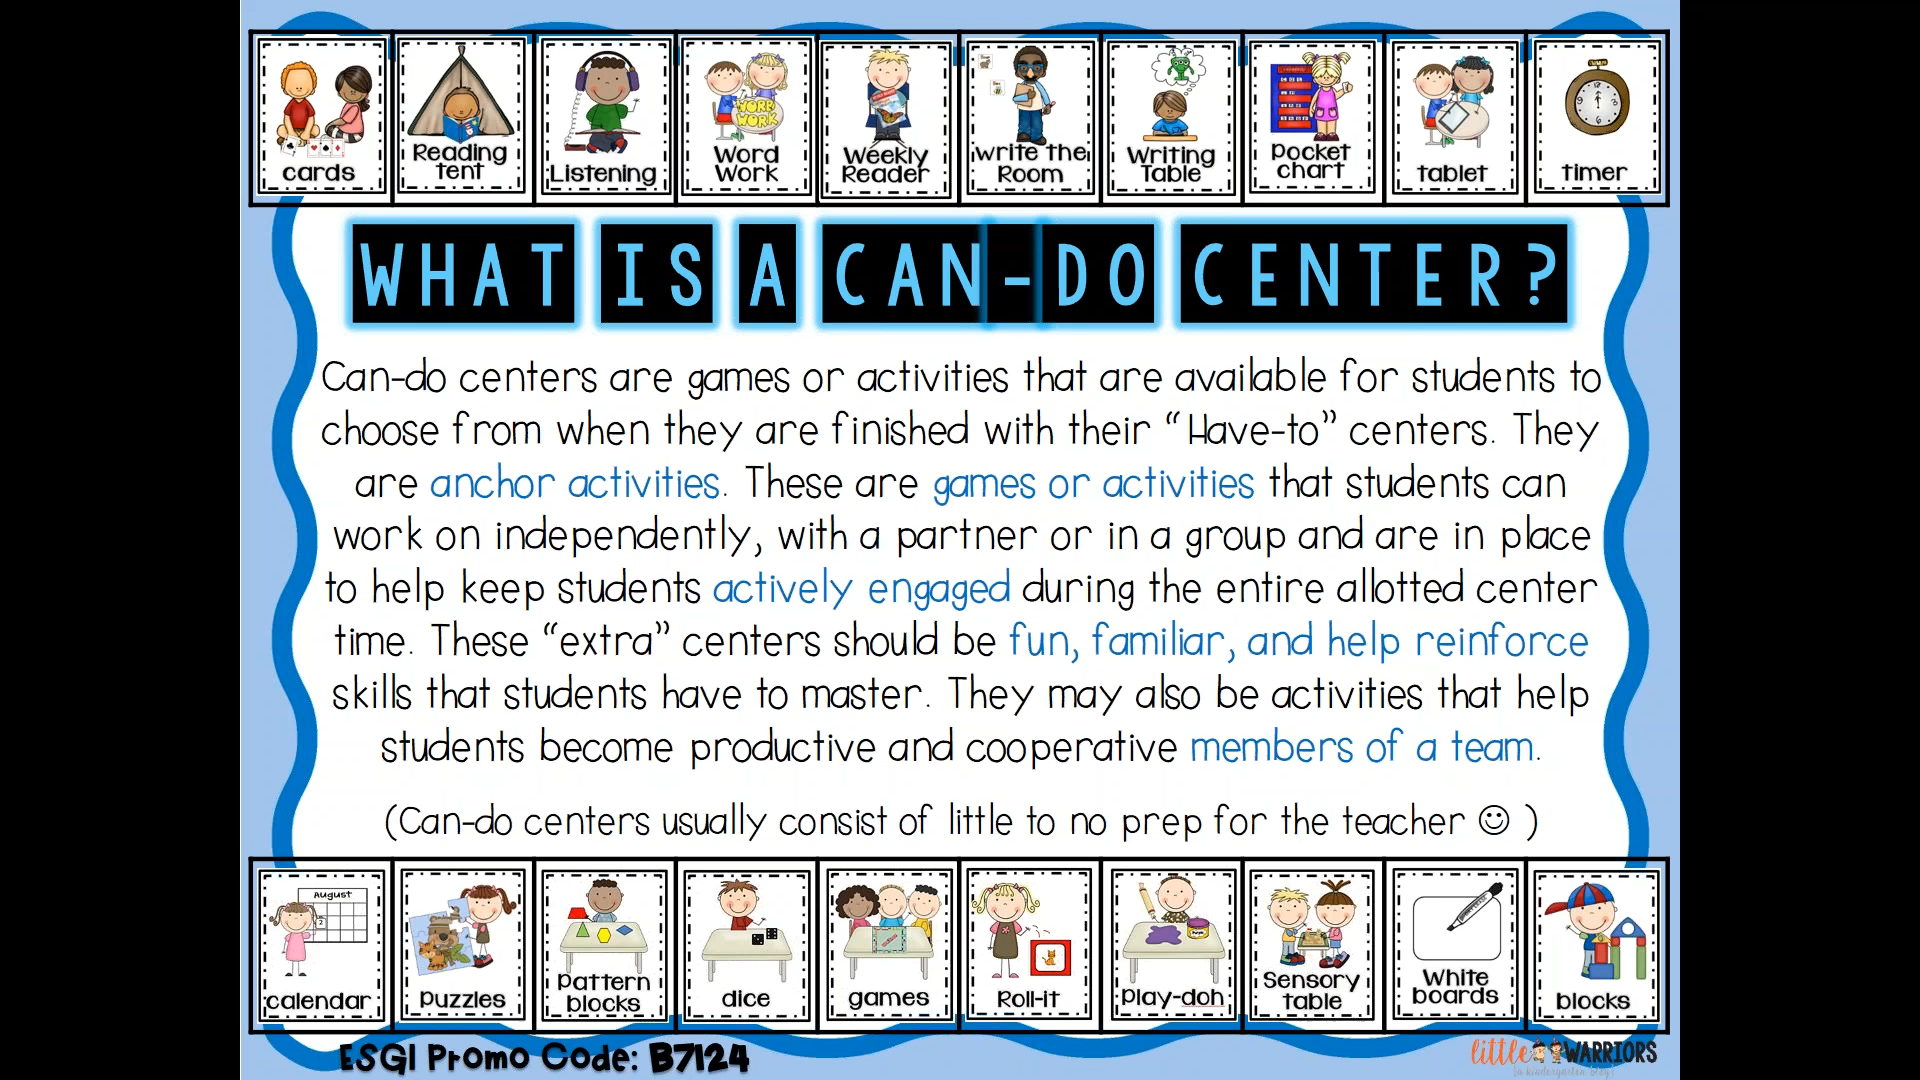 cards
Reading
tent
Listening
Word
Work
Weekly
Reader
Write the
Room
Writing
Table
Pocket
chart
tablet
timer
WHAT IS A CAN-DO CENTER?
Can-do centers are games or activities that are available for students to
choose from when they are finished with their “Have-to” centers. They
are anchor activities. These are games or activities that students can
work on independently, with a partner or in a group and are in place
to help keep students actively engaged during the entire allotted center
time. These “extra” centers should be fun, familiar, and help reinforce
skills that students have to master. They may also be activities that help
students become productive and cooperative members of a team.
(Can-do centers usually consist of little to no prep for the teacher ☺ )
August
calendar
puzzles
pattern
blocks
dice
games
Roll-it
play-doh
Sensory
table
White
boards
blocks
ESGI Promo Code: B7124
little WARRIORS
{a kindergarten blog}